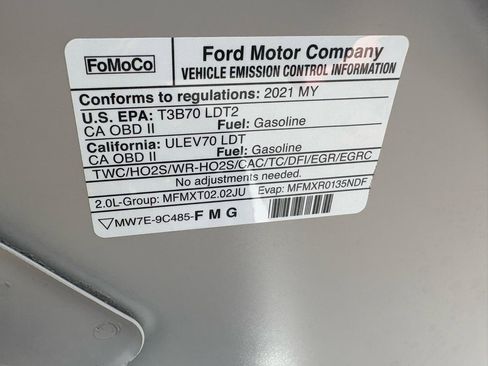 FoMoCo
Ford Motor Company
VEHICLE EMISSION CONTROL INFORMATION
Conforms to regulations: 2021 MY
U.S. EPA: T3B70 LDT2
CA OBD II Fuel: Gasoline
California: ULEV70 LDT
CA OBD II Fuel: Gasoline
TWC/HO2S/WR-HO2S/CAC/TC/DFI/EGR/EGRC
No adjustments needed.
2.0L-Group: MFMXT02.02JU Evap: MFMXR0135NDF
MW7E-9C485-F M G